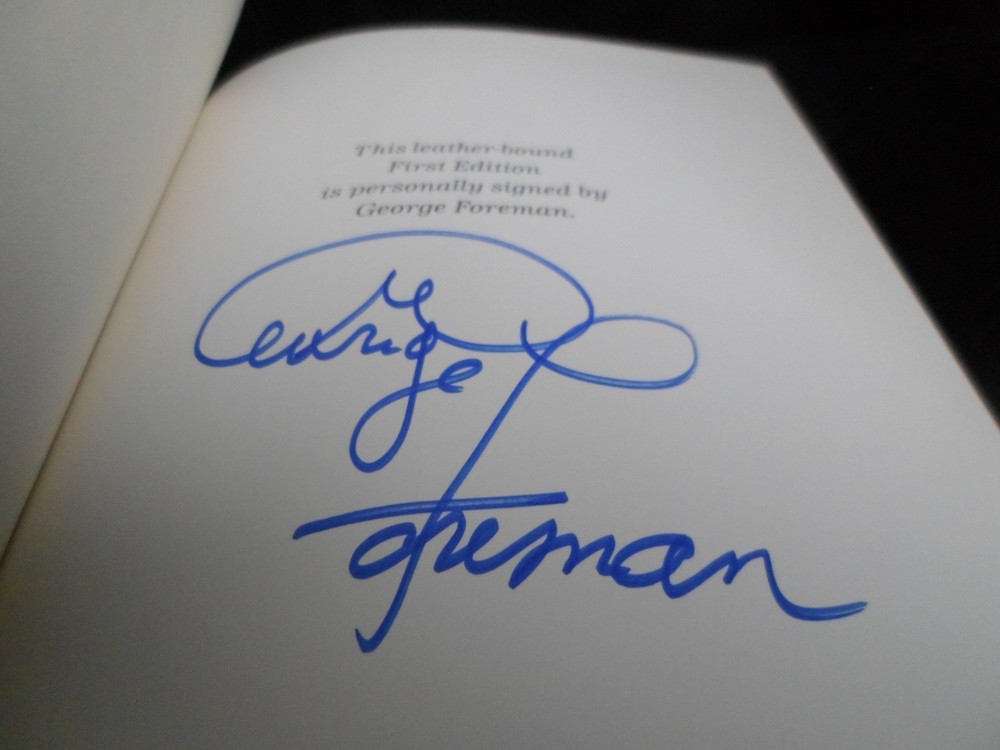 This leather-bound
First Edition
is personally signed by
George Foreman.
George
Foreman